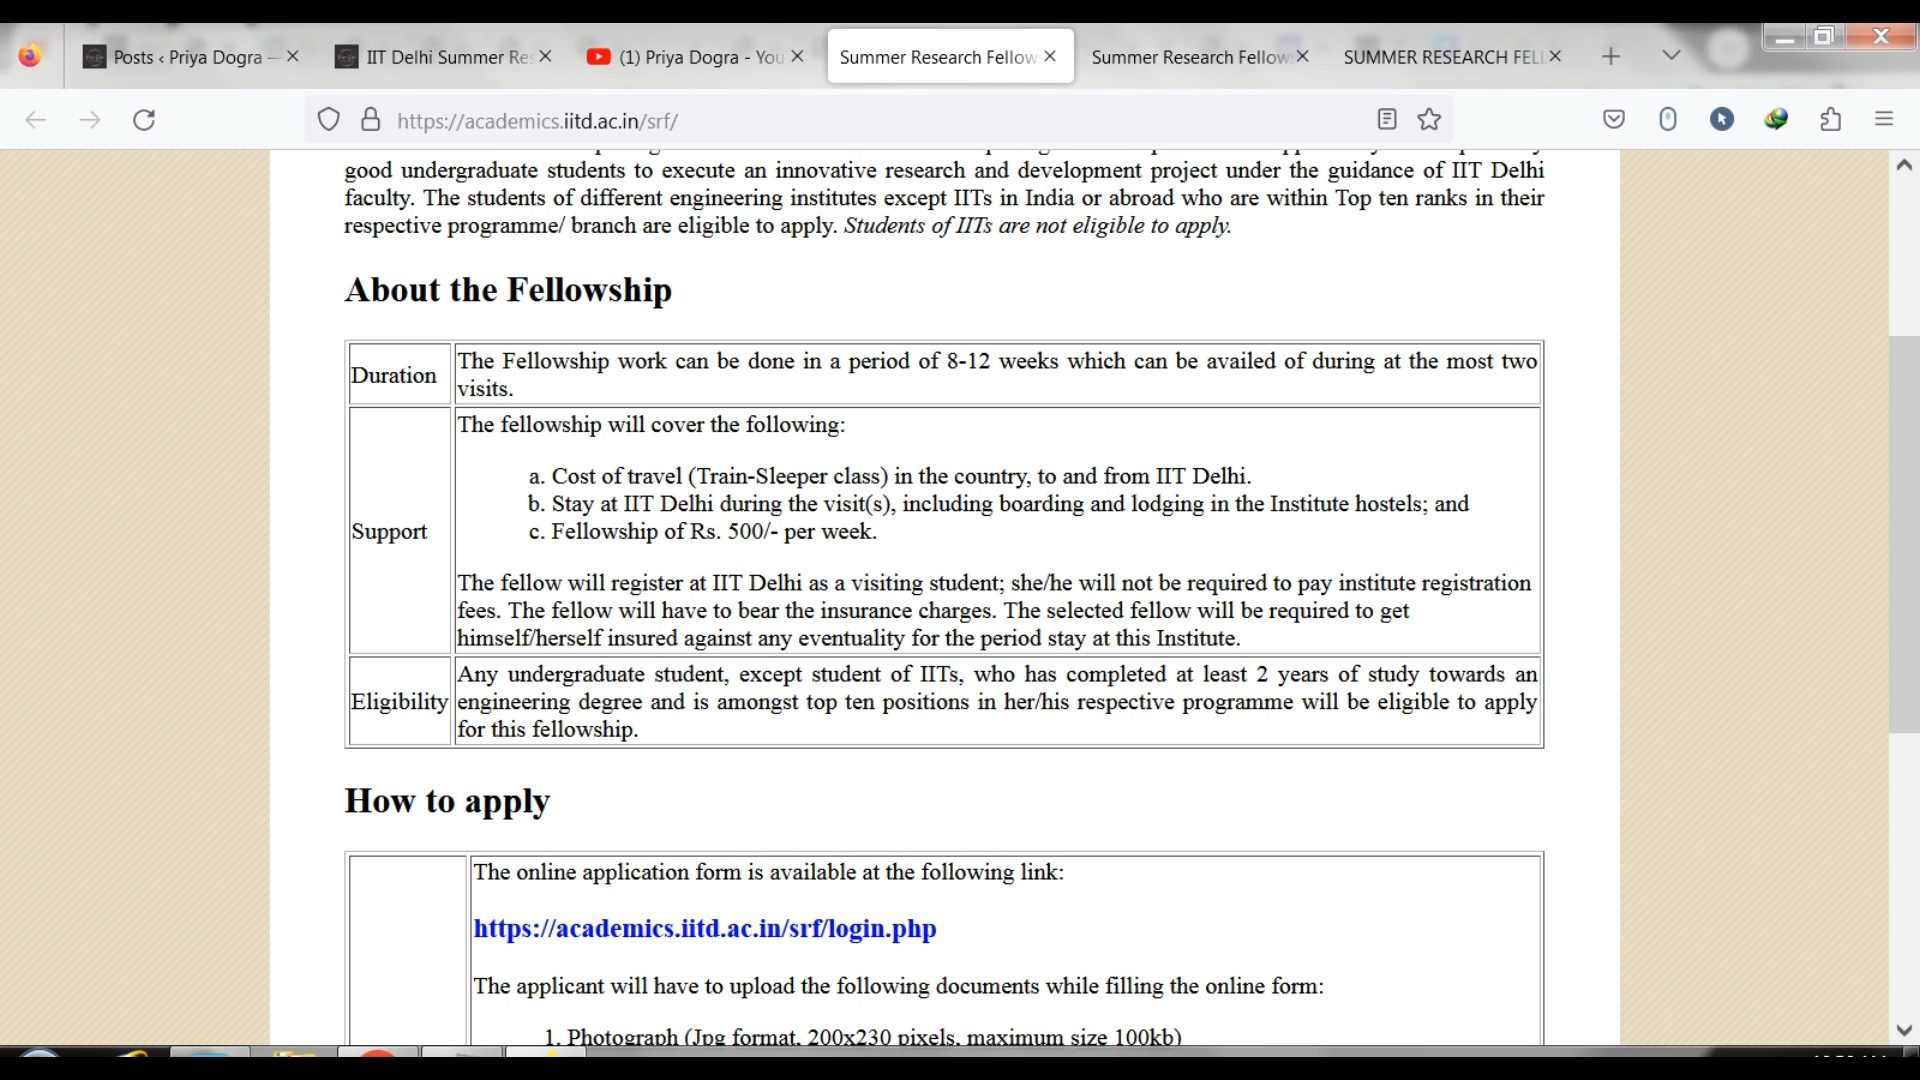 Posts ‹ Priya Dogra —
IIT Delhi Summer Res
(1) Priya Dogra - You
Summer Research Fellow
Summer Research Fellow
SUMMER RESEARCH FELL
https://academics.iitd.ac.in/srf/
good undergraduate students to execute an innovative research and development project under the guidance of IIT Delhi
faculty. The students of different engineering institutes except IITs in India or abroad who are within Top ten ranks in their
respective programme/ branch are eligible to apply. Students of IITs are not eligible to apply.
About the Fellowship
Duration
The Fellowship work can be done in a period of 8-12 weeks which can be availed of during at the most two
visits.
Support
The fellowship will cover the following:
a. Cost of travel (Train-Sleeper class) in the country, to and from IIT Delhi.
b. Stay at IIT Delhi during the visit(s), including boarding and lodging in the Institute hostels; and
c. Fellowship of Rs. 500/- per week.
The fellow will register at IIT Delhi as a visiting student; she/he will not be required to pay institute registration
fees. The fellow will have to bear the insurance charges. The selected fellow will be required to get
himself/herself insured against any eventuality for the period stay at this Institute.
Eligibility
Any undergraduate student, except student of IITs, who has completed at least 2 years of study towards an
engineering degree and is amongst top ten positions in her/his respective programme will be eligible to apply
for this fellowship.
How to apply
The online application form is available at the following link:
https://academics.iitd.ac.in/srf/login.php
The applicant will have to upload the following documents while filling the online form:
1. Photograph (Jpg format, 200x230 pixels, maximum size 100kb)